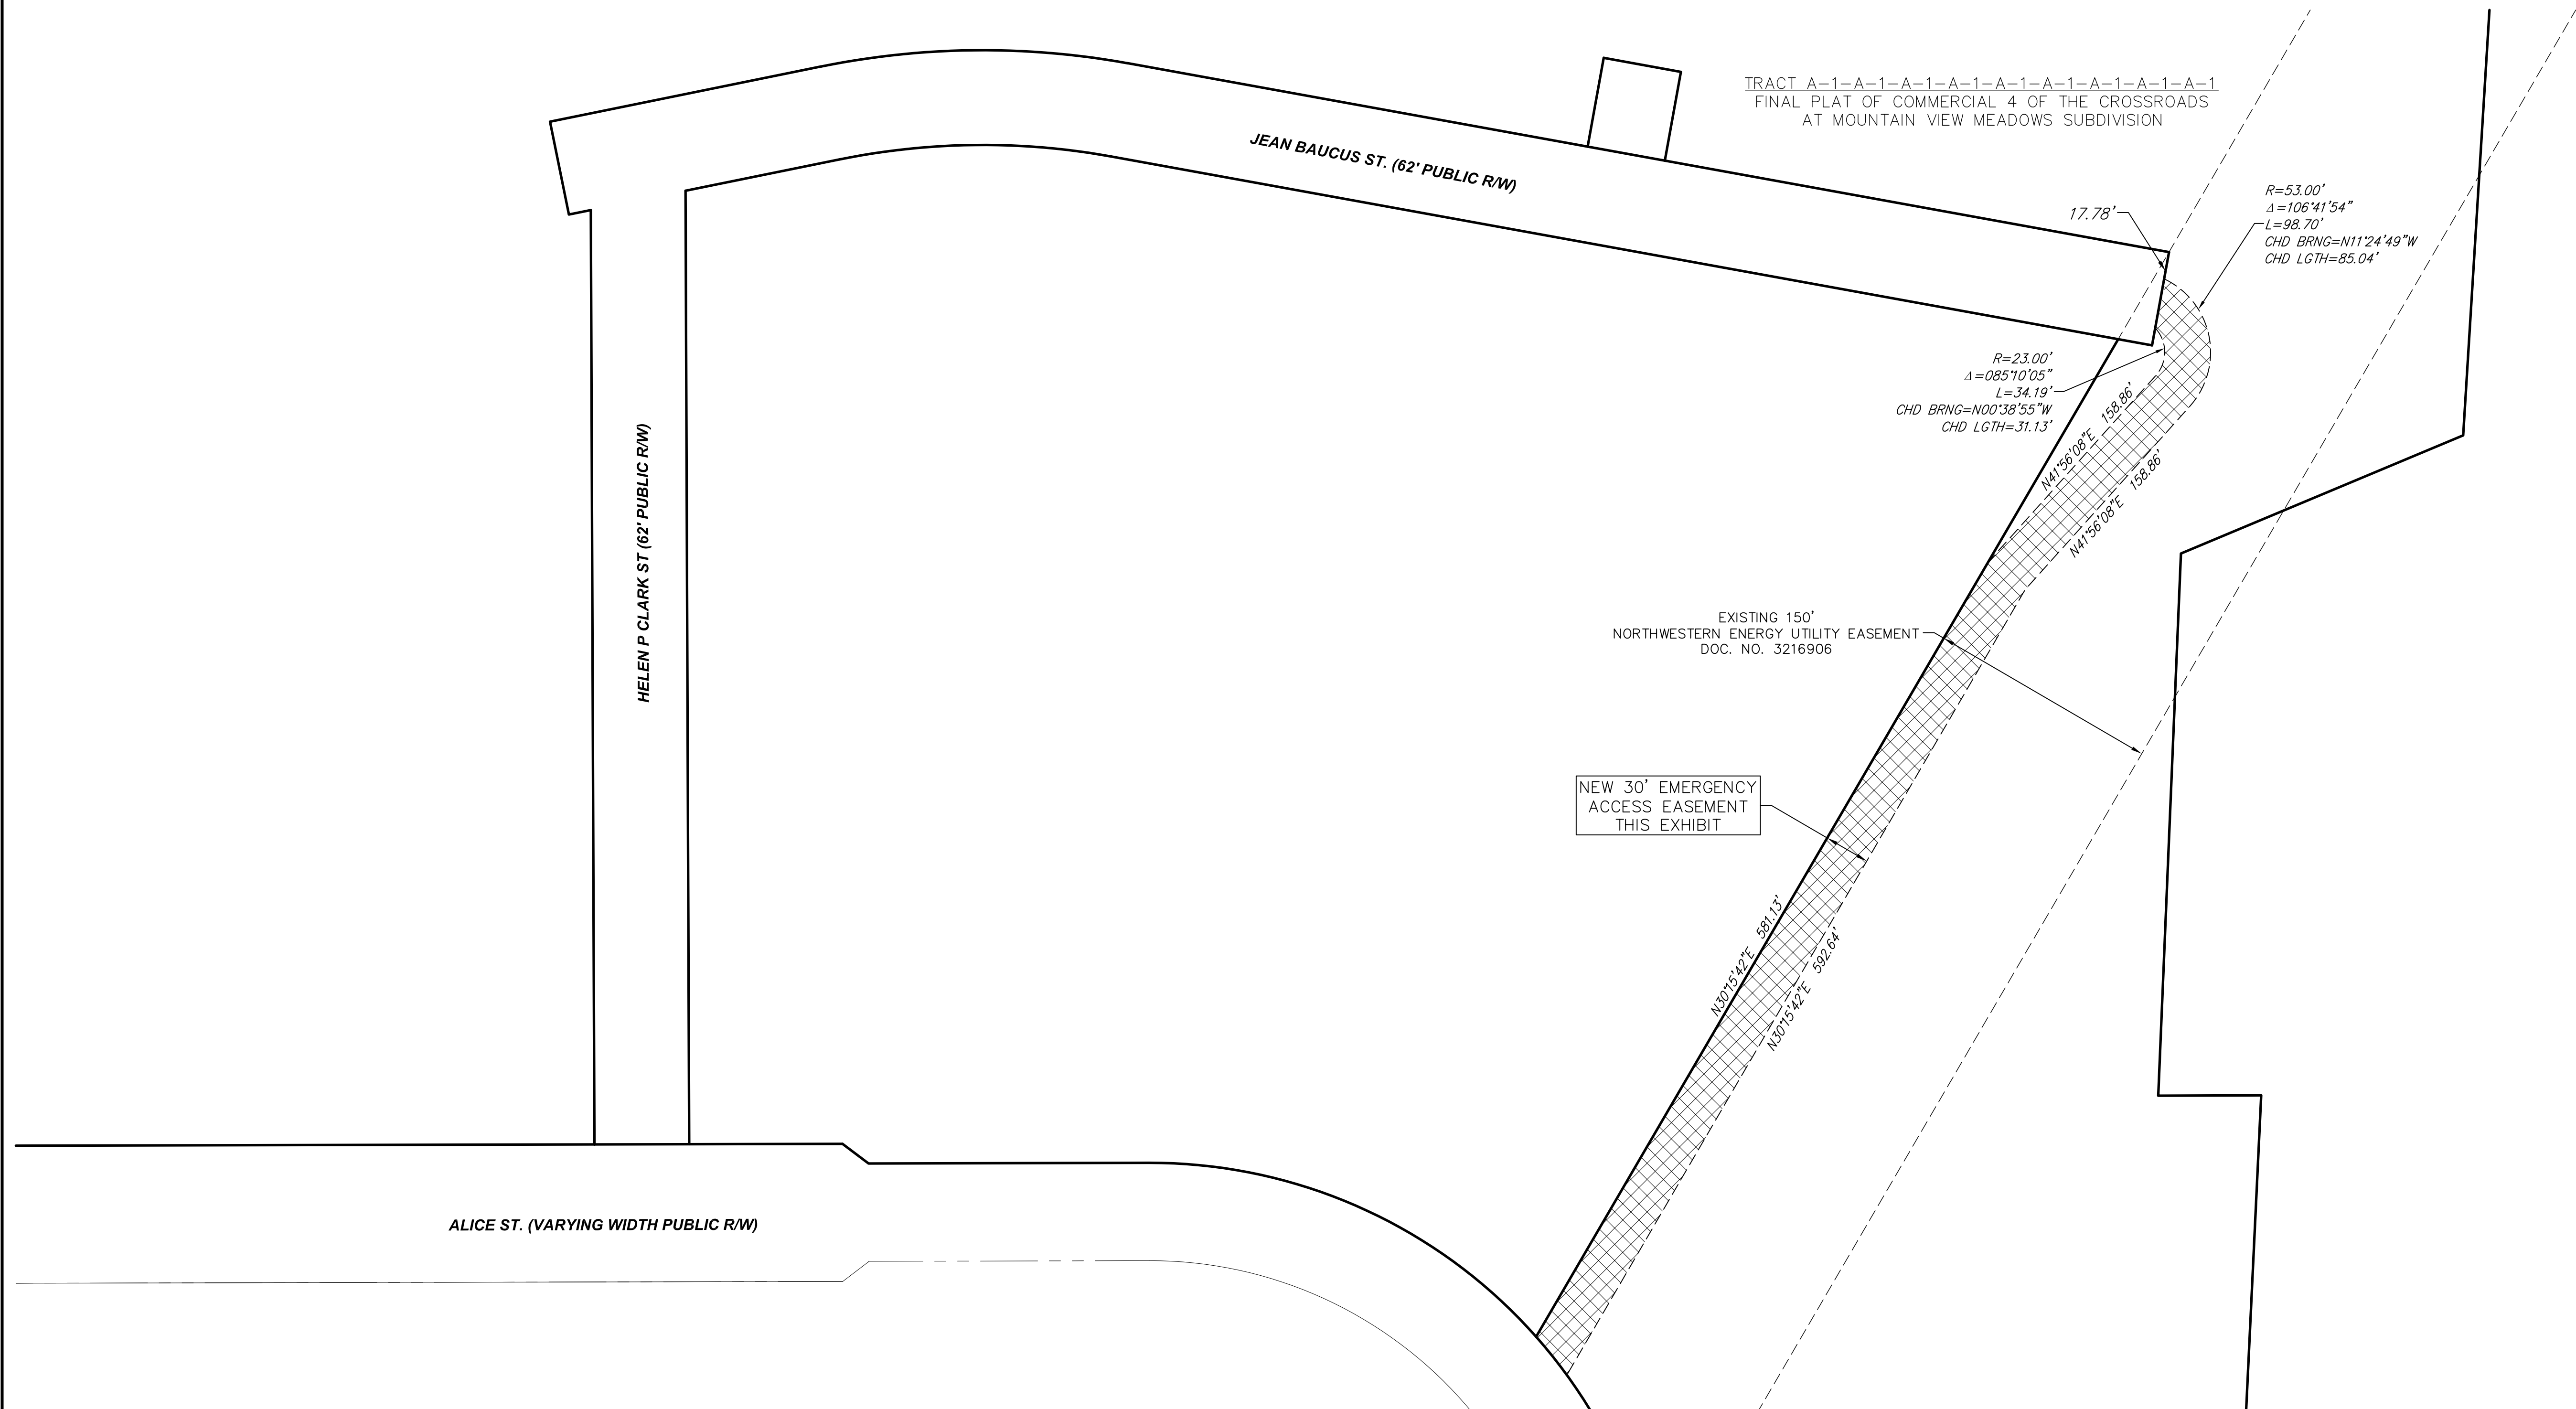 TRACT A-1-A-1-A-1-A-1-A-1-A-1-A-1-A-1-A-1-A-1
FINAL PLAT OF COMMERCIAL 4 OF THE CROSSROADS
AT MOUNTAIN VIEW MEADOWS SUBDIVISION
JEAN BAUCUS ST. (62' PUBLIC R/W)
17.78'
R=53.00'
Δ=106°41'54"
L=98.70'
CHD BRNG=N11°24'49"W
CHD LGTH=85.04'
R=23.00'
Δ=085°10'05"
L=34.19'
CHD BRNG=N00°38'55"W
CHD LGTH=31.13'
N41°56'08"E 158.86'
N41°56'08"E 158.86'
HELEN P CLARK ST (62' PUBLIC R/W)
EXISTING 150'
NORTHWESTERN ENERGY UTILITY EASEMENT
DOC. NO. 3216906
NEW 30' EMERGENCY
ACCESS EASEMENT
THIS EXHIBIT
N30°15'42"E 581.13'
N30°15'42"E 592.64'
ALICE ST. (VARYING WIDTH PUBLIC R/W)